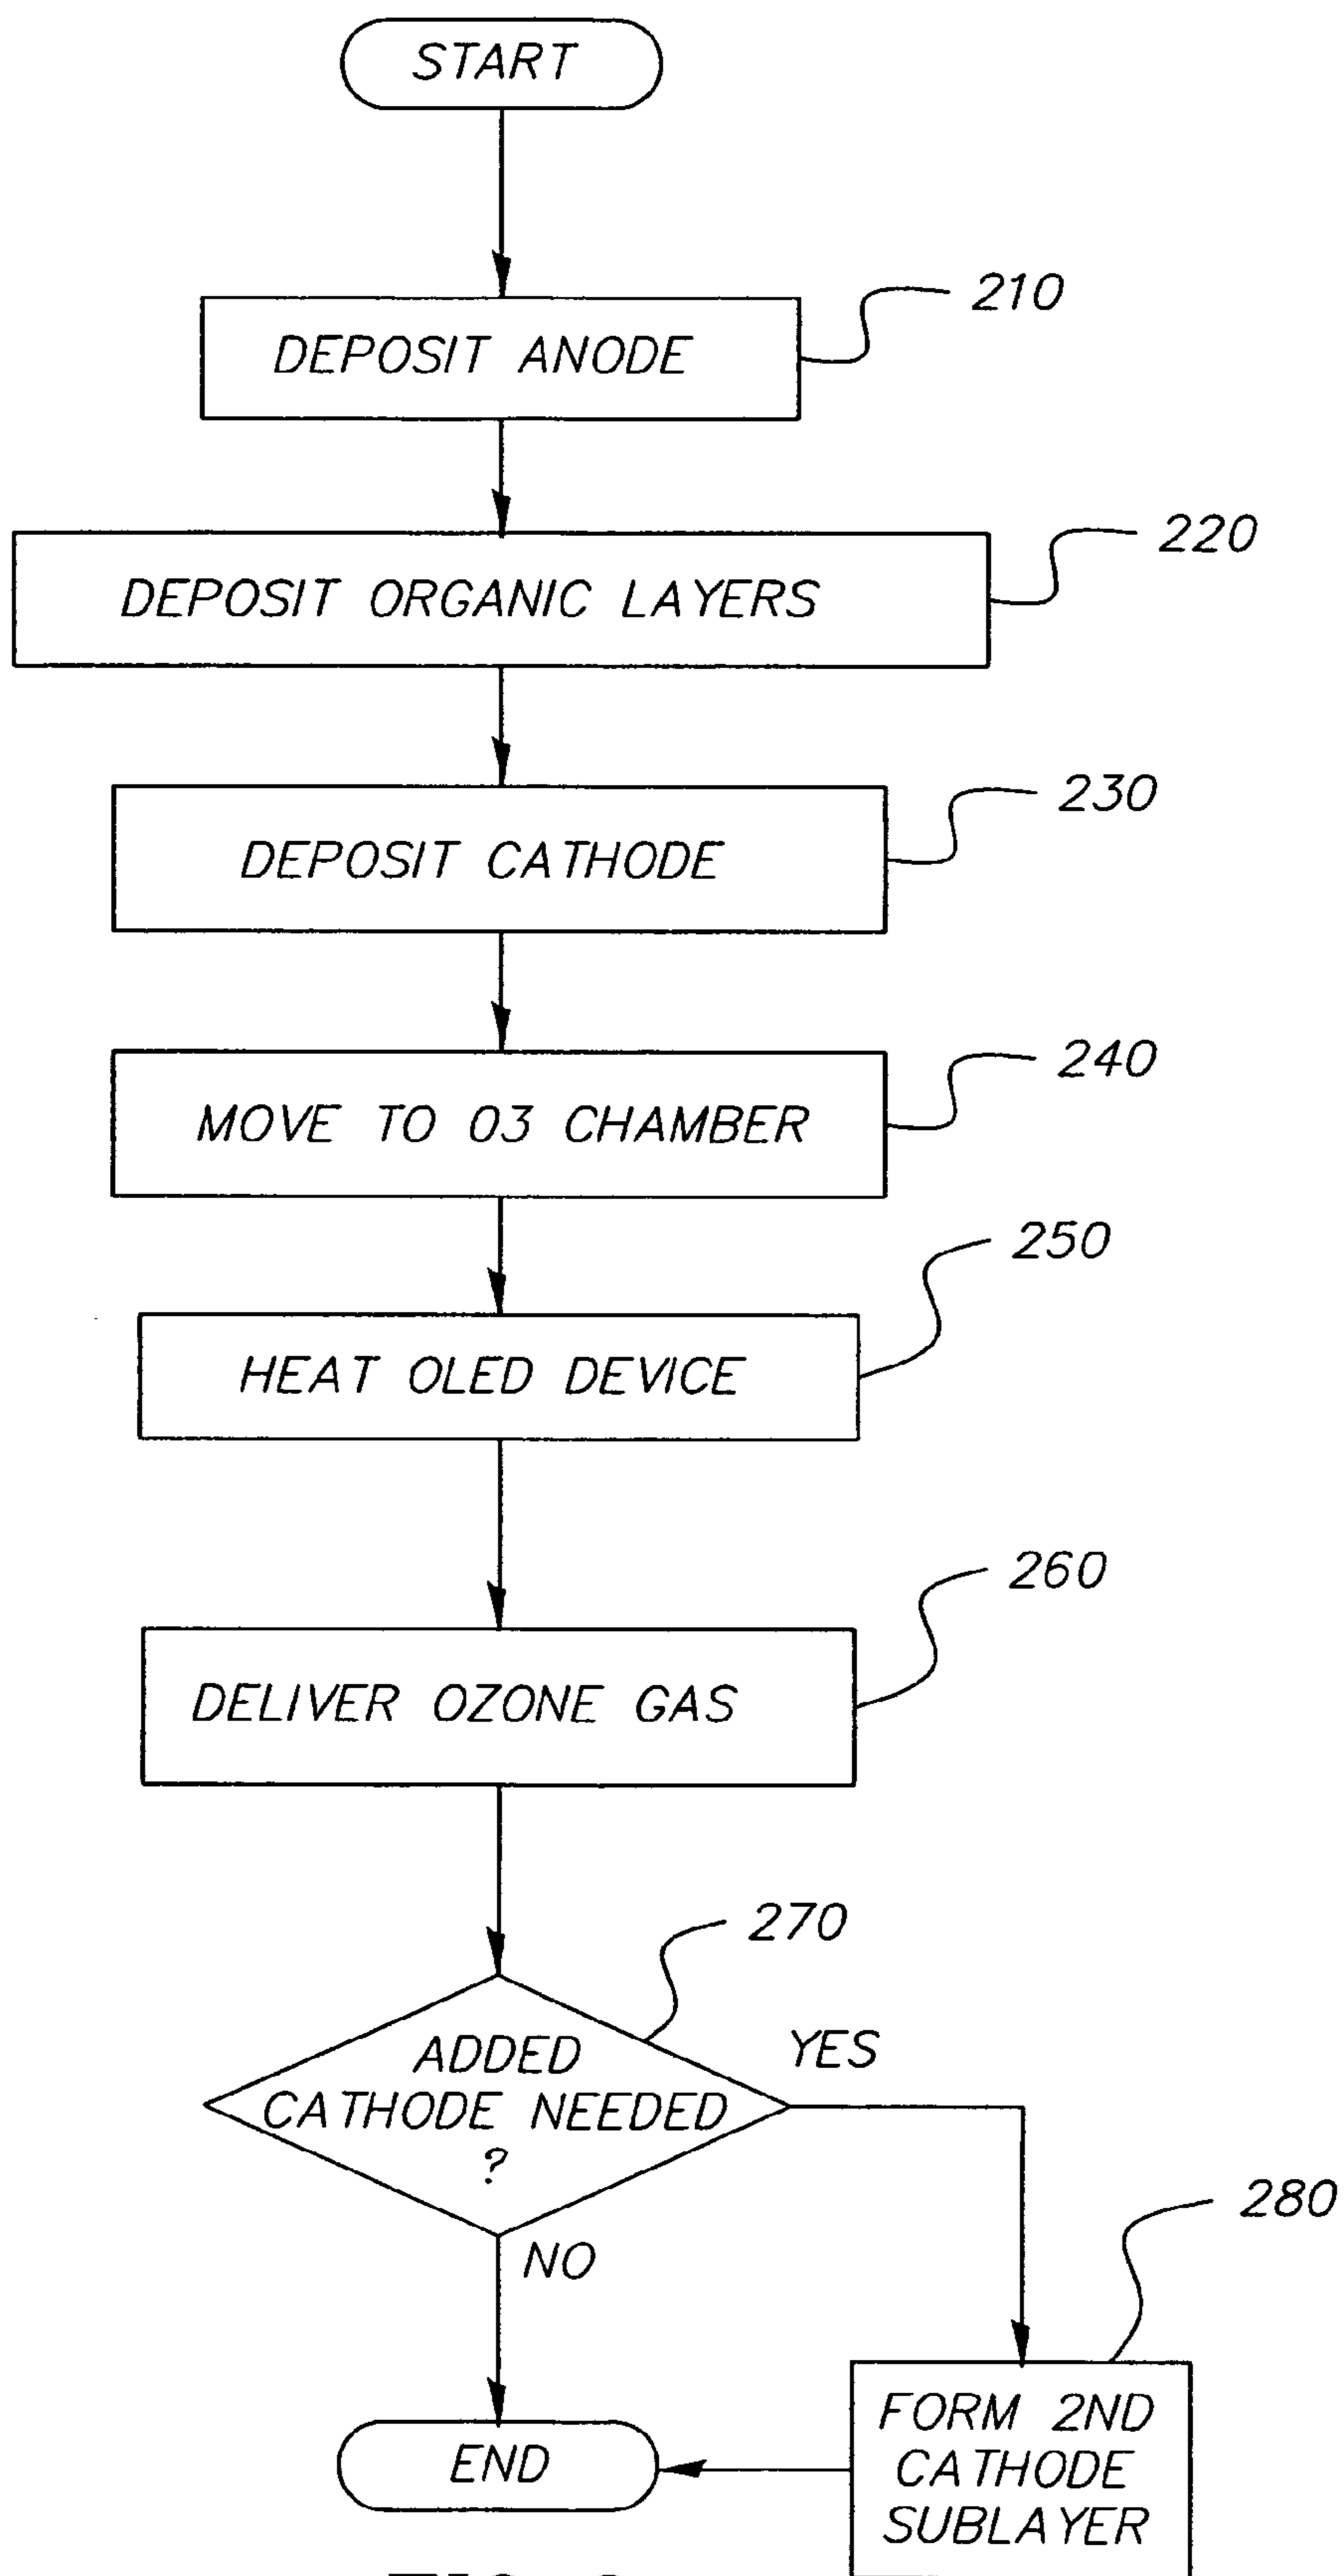 START
DEPOSIT ANODE
210
DEPOSIT ORGANIC LAYERS
220
DEPOSIT CATHODE
230
MOVE TO O3 CHAMBER
240
HEAT OLED DEVICE
250
DELIVER OZONE GAS
260
270
ADDED
CATHODE NEEDED
?
YES
NO
280
FORM 2ND
CATHODE
SUBLAYER
END